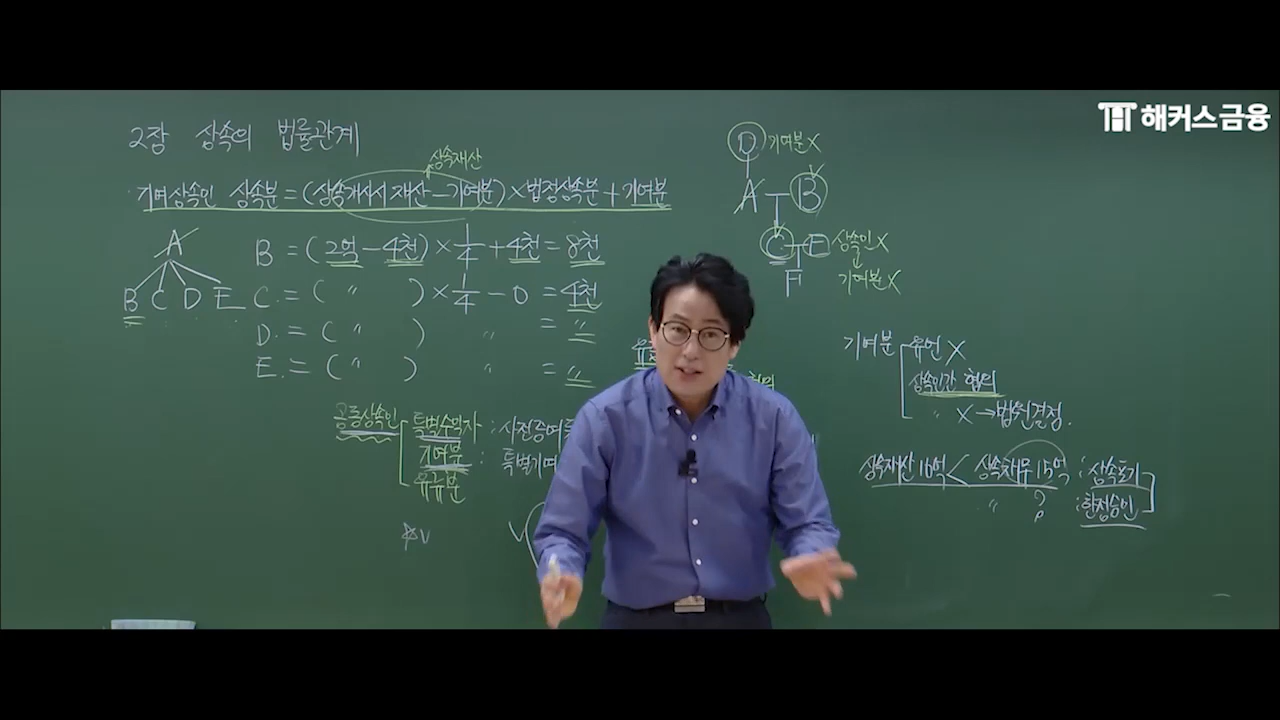 해커스금융
2장 상속의 법률관계
상속재산
기여상속인 상속분=(상속개시시 재산-기여분)×법정상속분+기여분
A
B C D E
B=(2억-4천)×1/4+4천=8천
C.=( 〃 )×1/4-0=4천
D.=( 〃 ) 〃 =〃
E.=( 〃 ) 〃 =〃
공동상속인
특별수익자 : 사전증여
기여분 : 특별기여
유류분
☆V
V
D 기여분X
A B
C E 상속인X
F 기여분X
기여분
유언 X
상속인간 협의
〃 X→법원결정.
상속재산 10억 < 상속채무 15억 : 상속포기
〃 ? : 한정승인